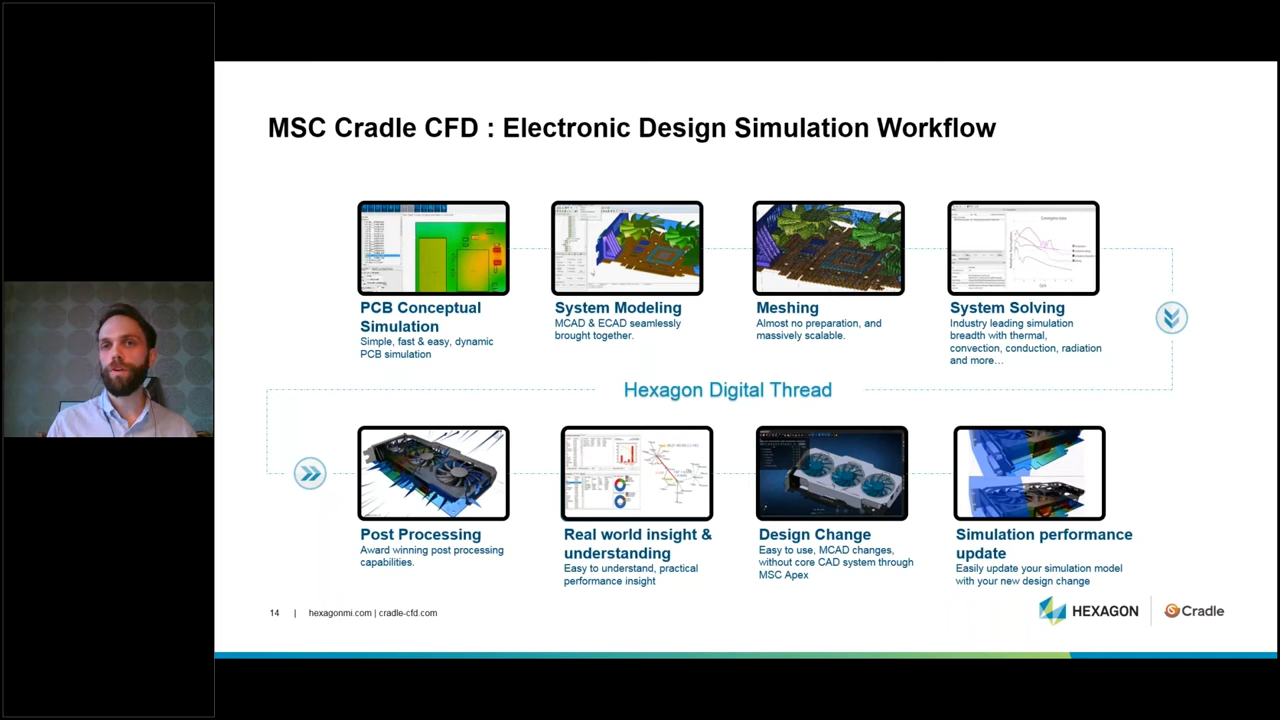 MSC Cradle CFD : Electronic Design Simulation Workflow
PCB Conceptual
Simulation
Simple, fast & easy, dynamic
PCB simulation
System Modeling
MCAD & ECAD seamlessly
brought together.
Meshing
Almost no preparation, and
massively scalable.
System Solving
Industry leading simulation
breadth with thermal,
convection, conduction, radiation
and more…
Hexagon Digital Thread
Post Processing
Award winning post processing
capabilities.
Real world insight &
understanding
Easy to understand, practical
performance insight
Design Change
Easy to use, MCAD changes,
without core CAD system through
MSC Apex
Simulation performance
update
Easily update your simulation model
with your new design change
14 | hexagonmi.com | cradle-cfd.com
HEXAGON
Cradle